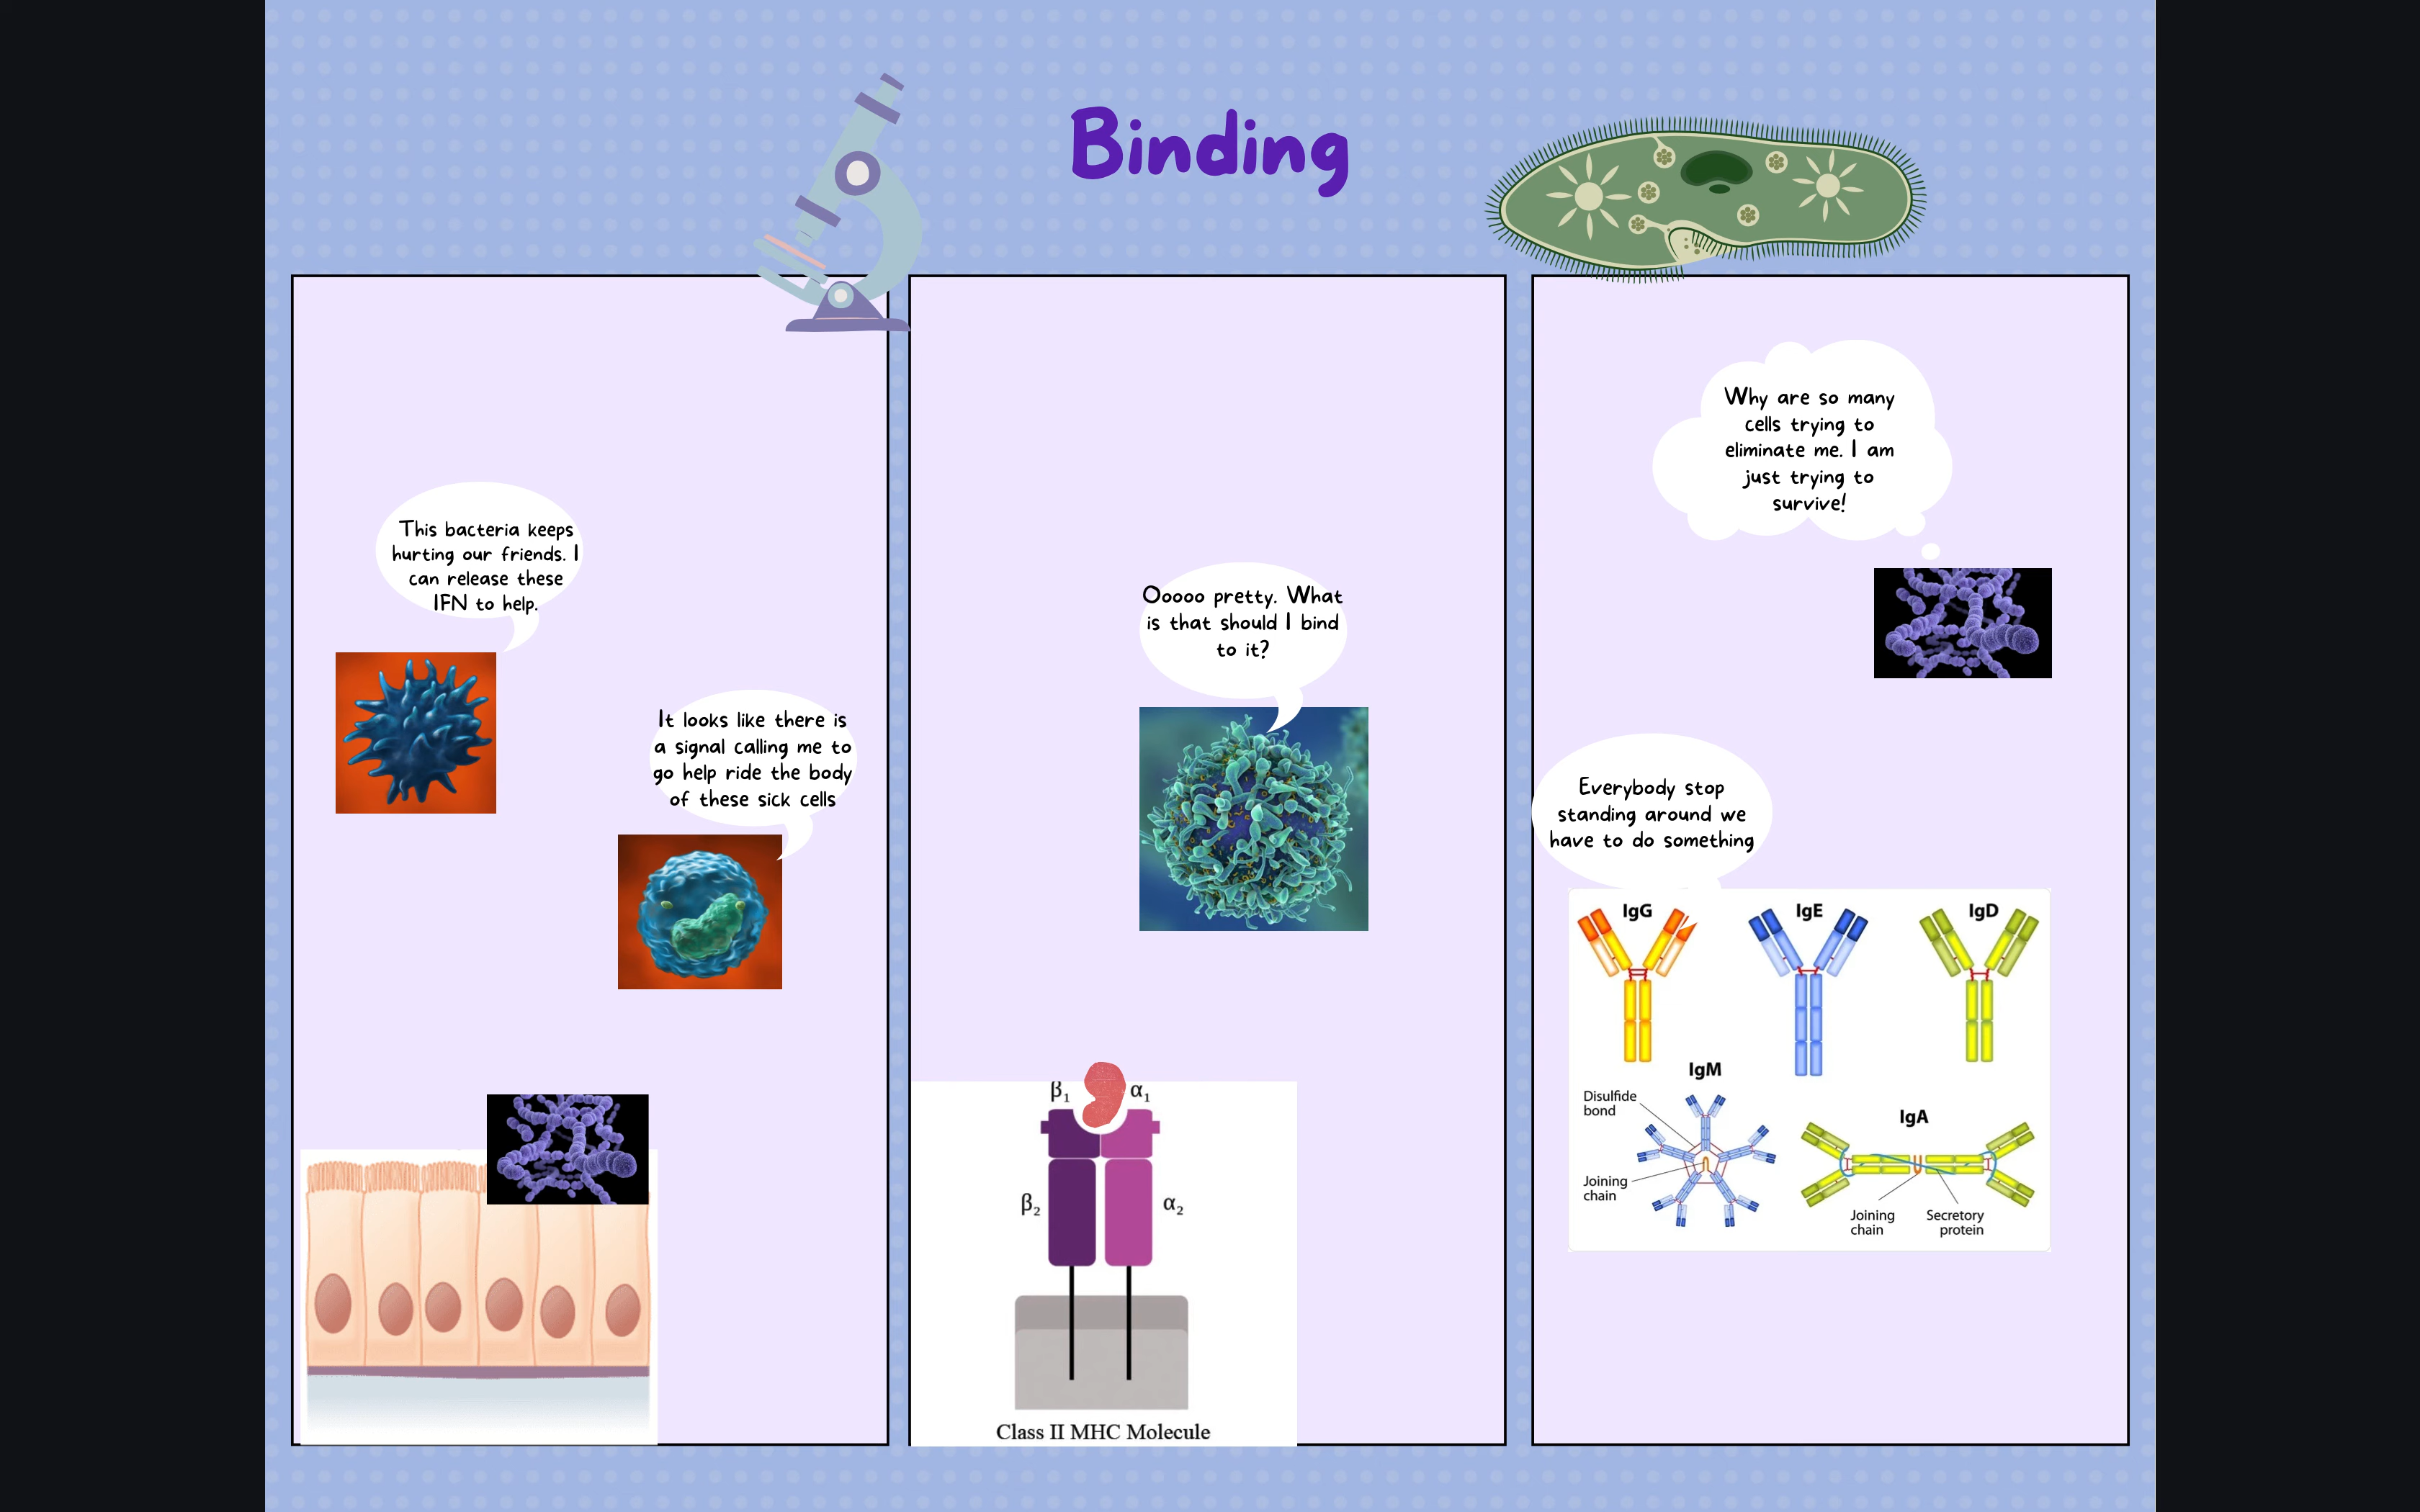 Binding
This bacteria keeps
hurting our friends. I
can release these
IFN to help.
It looks like there is
a signal calling me to
go help ride the body
of these sick cells
Ooooo pretty. What
is that should I bind
to it?
β₁ α₁
β₂ α₂
Class II MHC Molecule
Why are so many
cells trying to
eliminate me. I am
just trying to
survive!
Everybody stop
standing around we
have to do something
IgG IgE IgD
IgM
Disulfide
bond
Joining
chain
IgA
Joining
chain
Secretory
protein